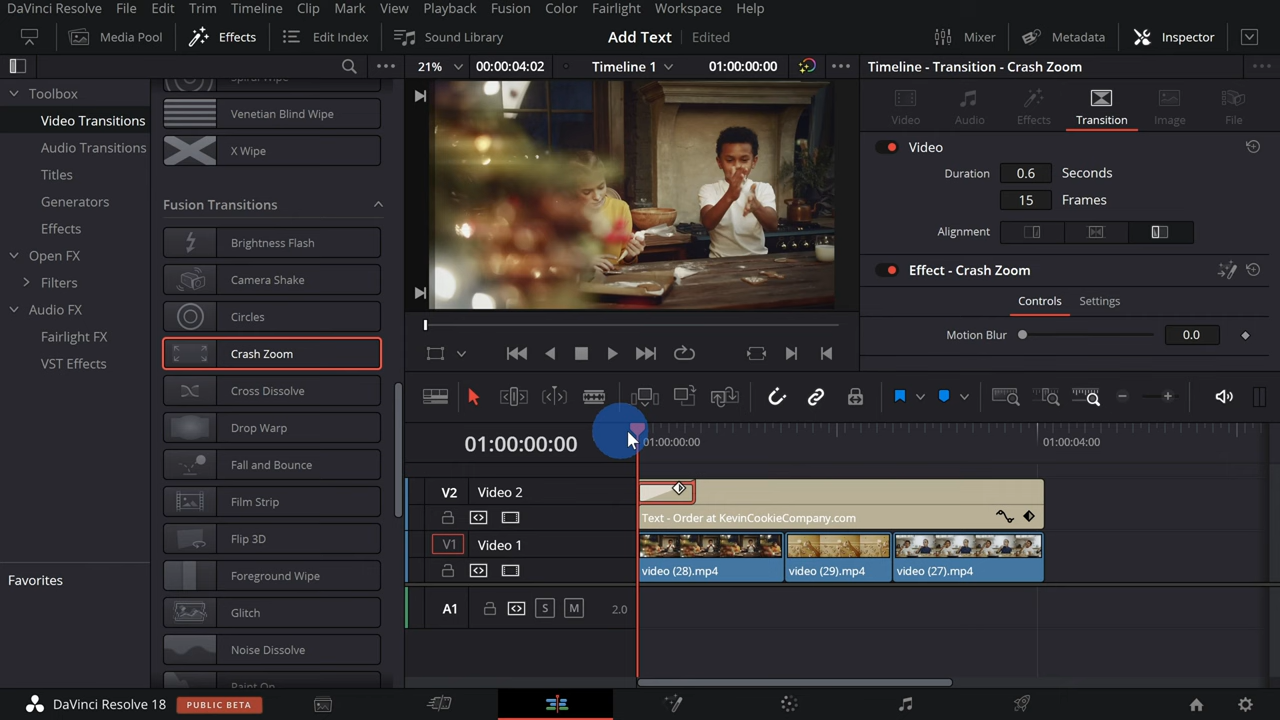 DaVinci Resolve File Edit Trim Timeline Clip Mark View Playback Fusion Color Fairlight Workspace Help
Media Pool Effects Edit Index Sound Library Add Text Edited Mixer Metadata Inspector
21% 00:00:04:02 Timeline 1 01:00:00:00 Timeline - Transition - Crash Zoom
Toolbox
Video Transitions
Audio Transitions
Titles
Generators
Effects
Open FX
Filters
Audio FX
Fairlight FX
VST Effects
Favorites
Spiral Wipe
Venetian Blind Wipe
X Wipe
Fusion Transitions
Brightness Flash
Camera Shake
Circles
Crash Zoom
Cross Dissolve
Drop Warp
Fall and Bounce
Film Strip
Flip 3D
Foreground Wipe
Glitch
Noise Dissolve
Paint On
Video Audio Effects Transition Image File
Video
Duration 0.6 Seconds
15 Frames
Alignment
Effect - Crash Zoom
Controls Settings
Motion Blur 0.0
01:00:00:00 01:00:00:00 01:00:04:00
V2 Video 2
Text - Order at KevinCookieCompany.com
V1 Video 1
video (28).mp4 video (29).mp4 video (27).mp4
A1 S M 2.0
DaVinci Resolve 18 PUBLIC BETA